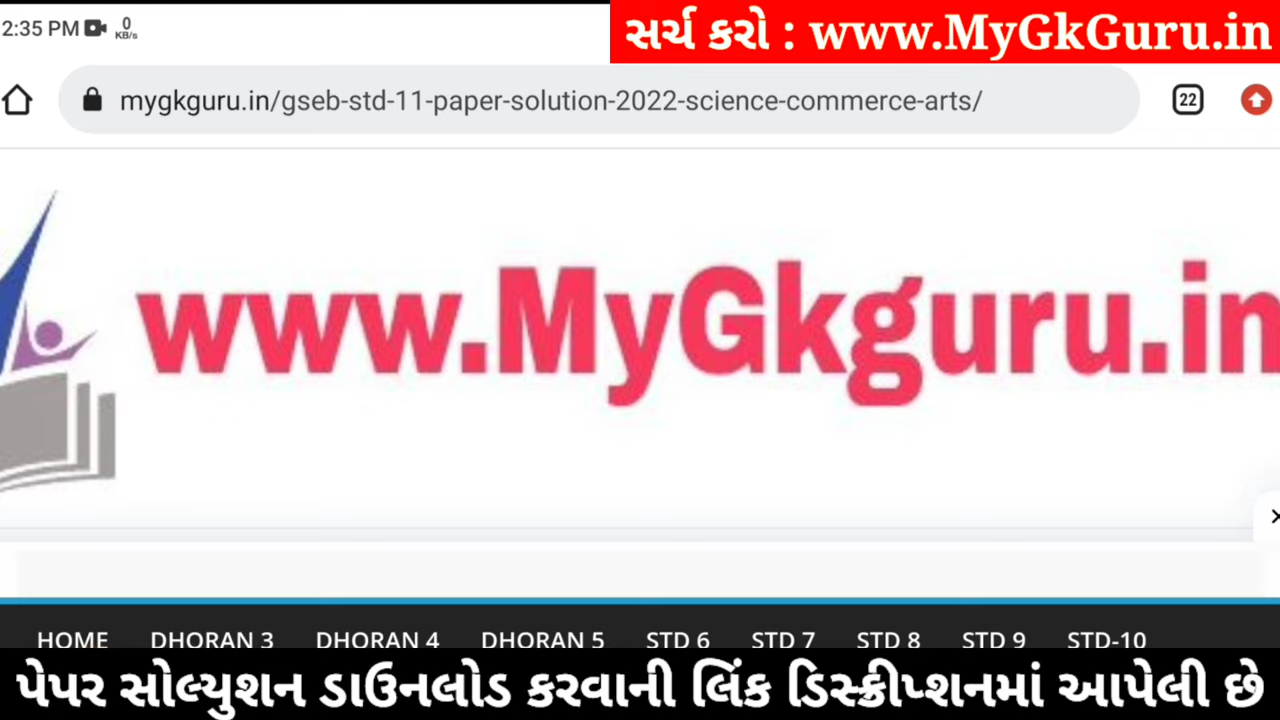 2:35 PM 0 KB/s
સર્ચ કરો : www.MyGkGuru.in
mygkguru.in/gseb-std-11-paper-solution-2022-science-commerce-arts/
22
www.MyGkguru.in
HOME DHORAN 3 DHORAN 4 DHORAN 5 STD 6 STD 7 STD 8 STD 9 STD-10
પેપર સોલ્યુશન ડાઉનલોડ કરવાની લિંક ડિસ્ક્રીપ્શનમાં આપેલી છે